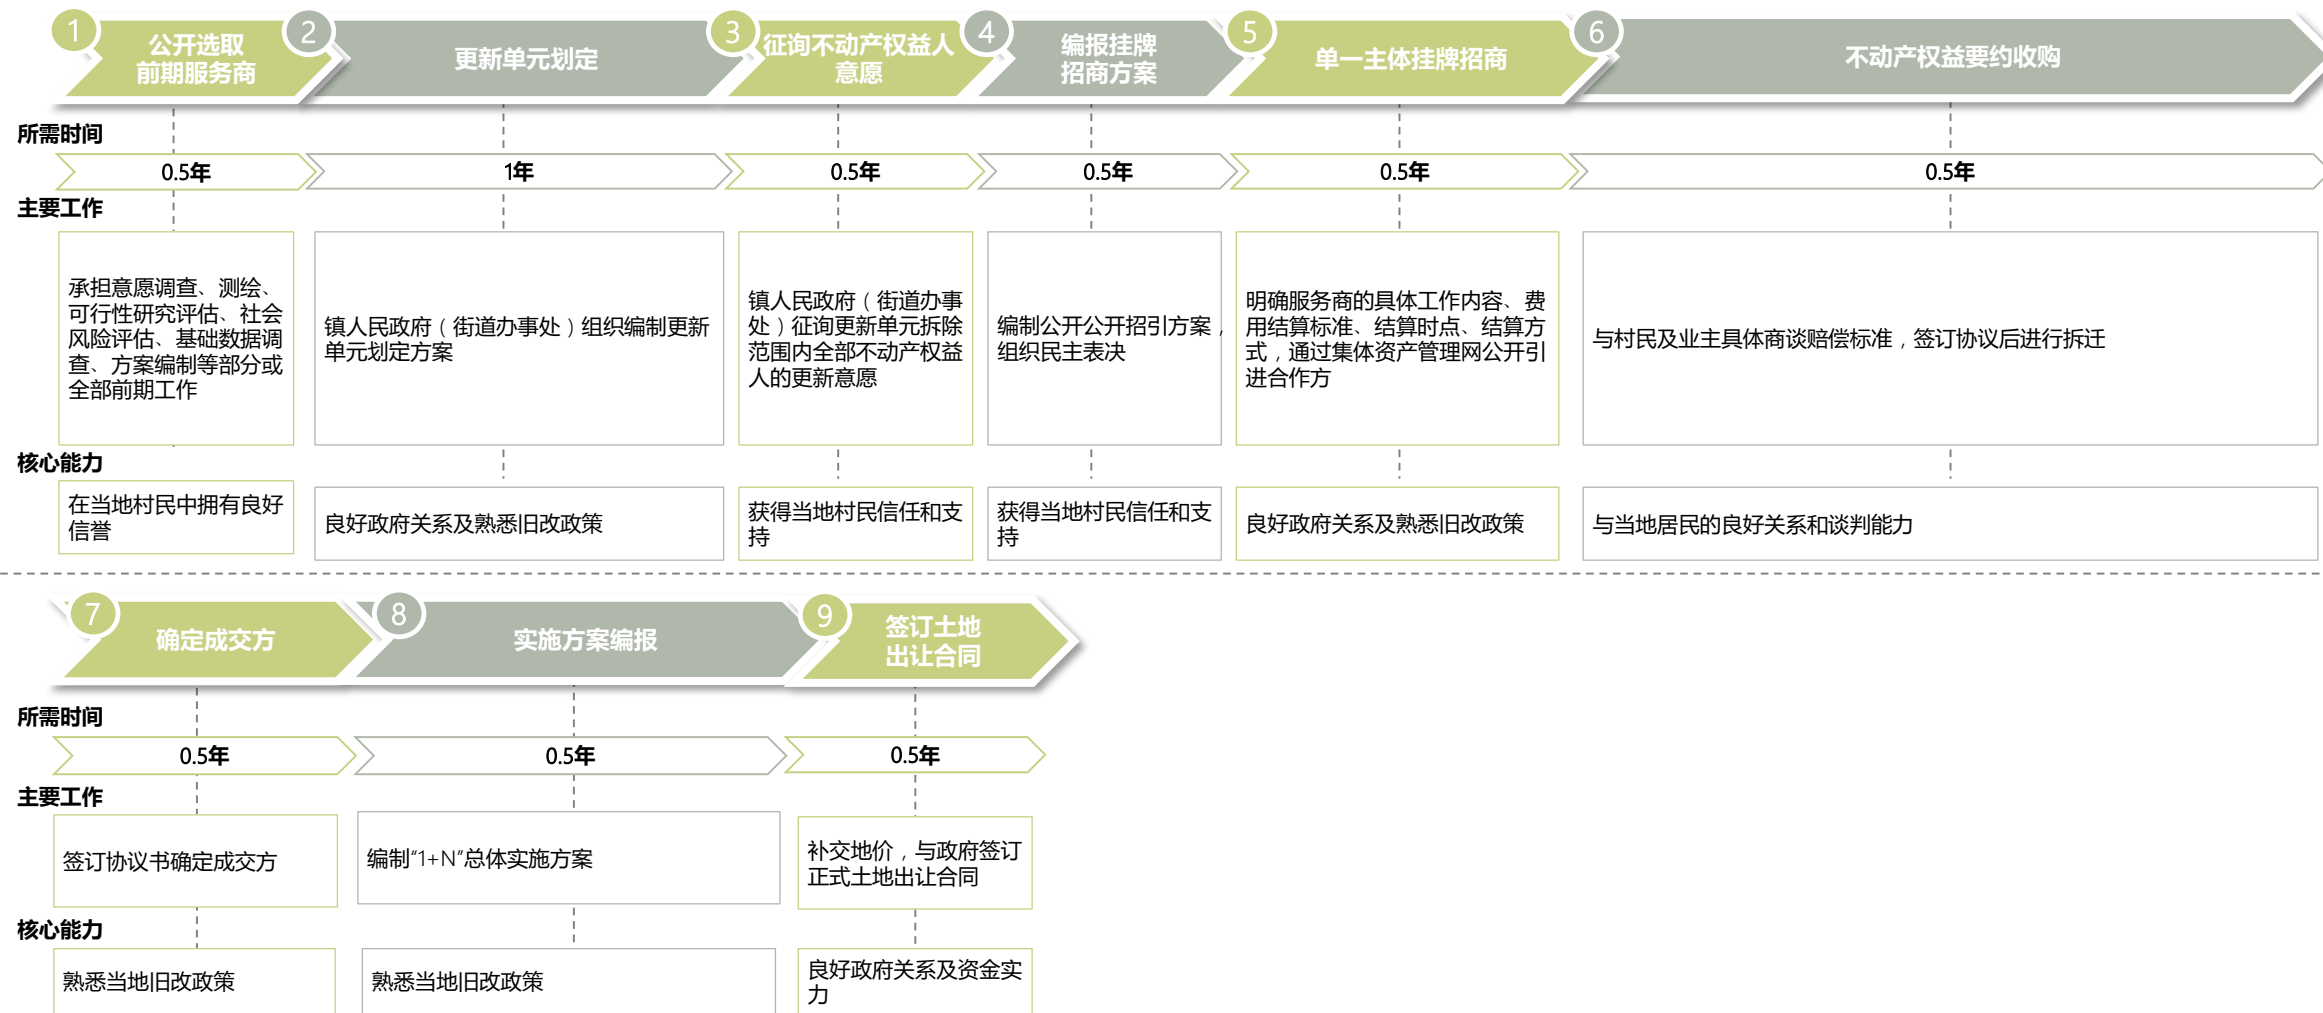 1
公开选取
前期服务商
2
更新单元划定
3
征询不动产权益人
意愿
4
编报挂牌
招商方案
5
单一主体挂牌招商
6
不动产权益要约收购
所需时间
0.5年
1年
0.5年
0.5年
0.5年
0.5年
主要工作
承担意愿调查、测绘、
可行性研究评估、社会
风险评估、基础数据调
查、方案编制等部分或
全部前期工作
镇人民政府（街道办事处）组织编制更新
单元划定方案
镇人民政府（街道办事
处）征询更新单元拆除
范围内全部不动产权益
人的更新意愿
编制公开公开招引方案，
组织民主表决
明确服务商的具体工作内容、费
用结算标准、结算时点、结算方
式，通过集体资产管理网公开引
进合作方
与村民及业主具体商谈赔偿标准，签订协议后进行拆迁
核心能力
在当地村民中拥有良好
信誉
良好政府关系及熟悉旧改政策
获得当地村民信任和支
持
获得当地村民信任和支
持
良好政府关系及熟悉旧改政策
与当地居民的良好关系和谈判能力
7
确定成交方
8
实施方案编报
9
签订土地
出让合同
所需时间
0.5年
0.5年
0.5年
主要工作
签订协议书确定成交方
编制“1+N”总体实施方案
补交地价，与政府签订
正式土地出让合同
核心能力
熟悉当地旧改政策
熟悉当地旧改政策
良好政府关系及资金实
力